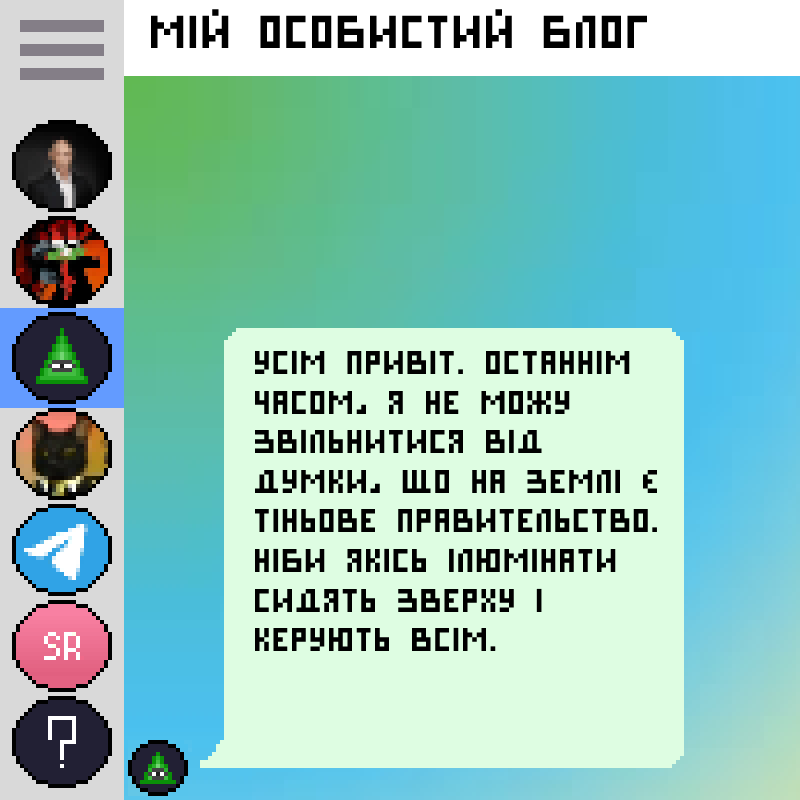 МІЙ ОСОБИСТИЙ БЛОГ
УСІМ ПРИВІТ. ОСТАННІМ
ЧАСОМ, Я НЕ МОЖУ
ЗВІЛЬНИТИСЯ ВІД
ДУМКИ, ЩО НА ЗЕМЛІ Є
ТІНЬОВЕ ПРАВИТЕЛЬСТВО.
НІБИ ЯКІСЬ ІЛЮМІНАТИ
СИДЯТЬ ЗВЕРХУ І
КЕРУЮТЬ ВСІМ.
SR
?